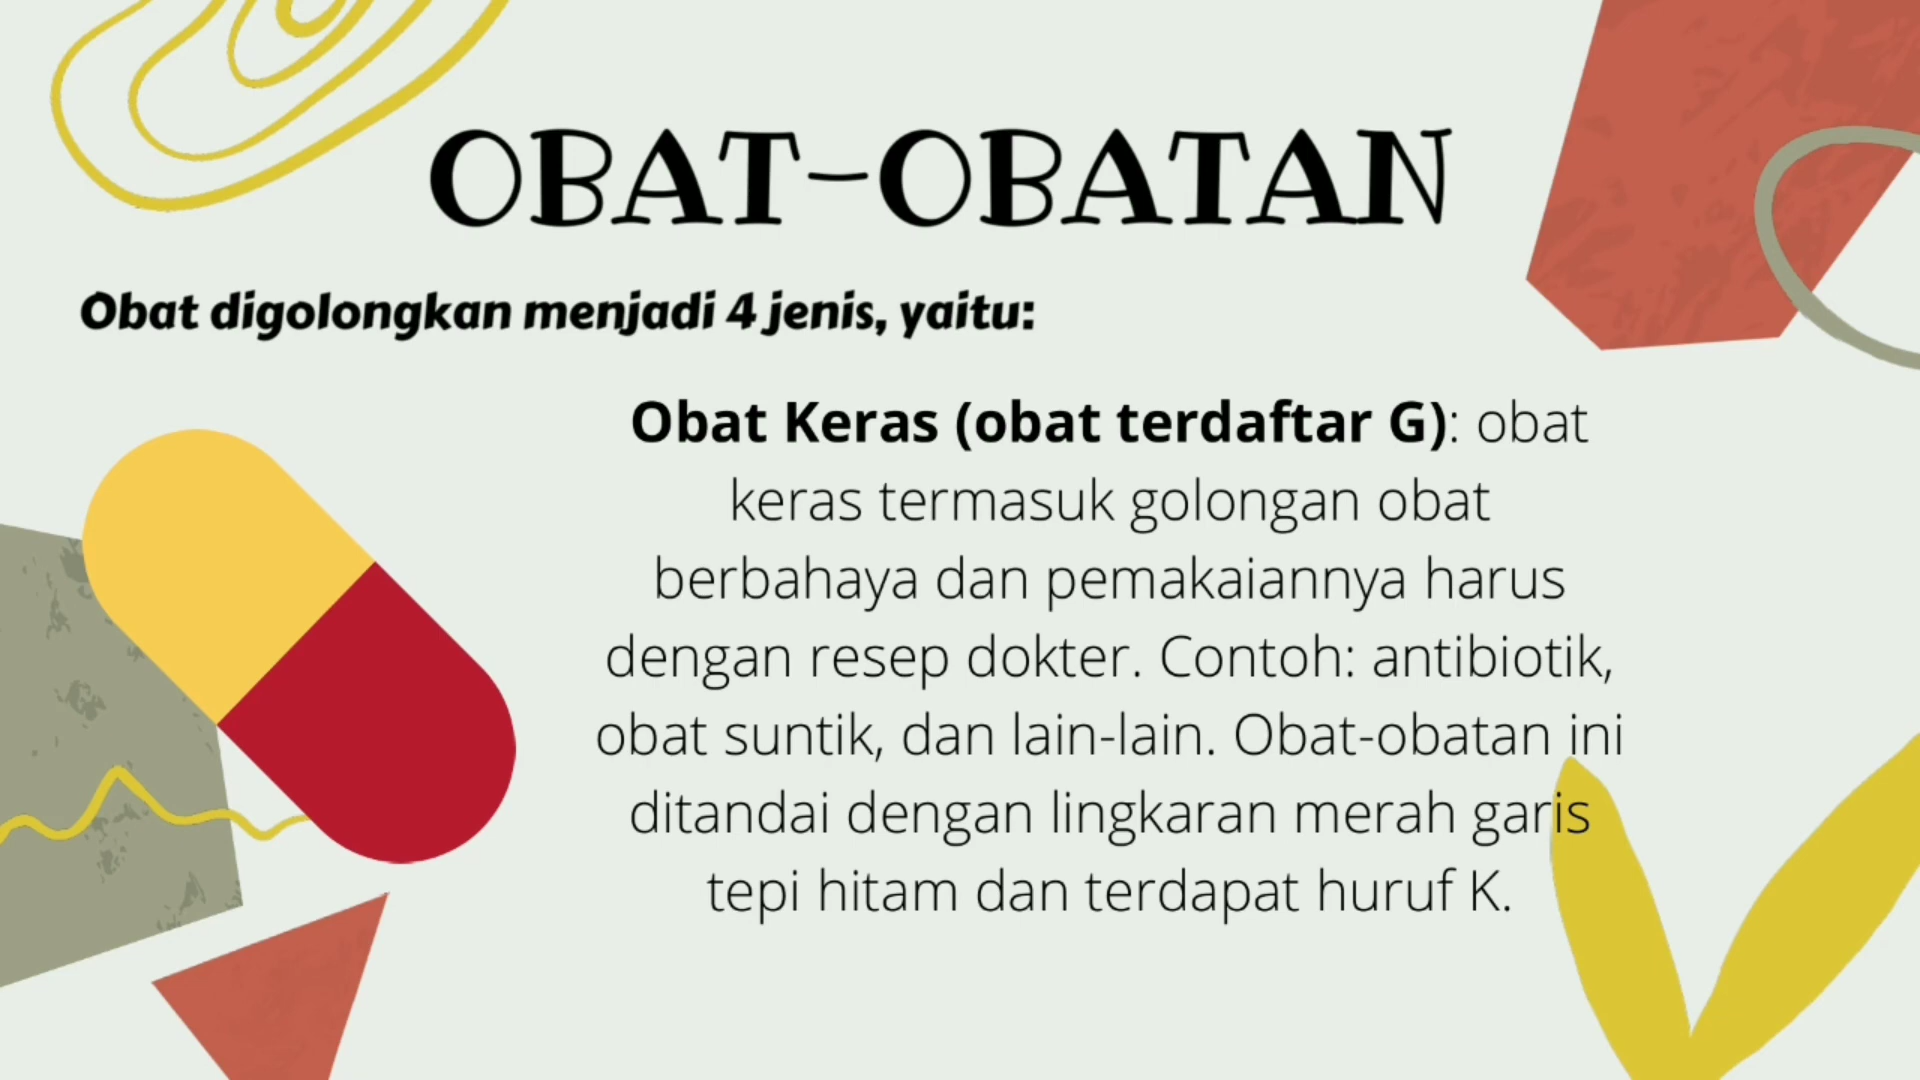 OBAT-OBATAN
Obat digolongkan menjadi 4 jenis, yaitu:
Obat Keras (obat terdaftar G): obat
keras termasuk golongan obat
berbahaya dan pemakaiannya harus
dengan resep dokter. Contoh: antibiotik,
obat suntik, dan lain-lain. Obat-obatan ini
ditandai dengan lingkaran merah garis
tepi hitam dan terdapat huruf K.